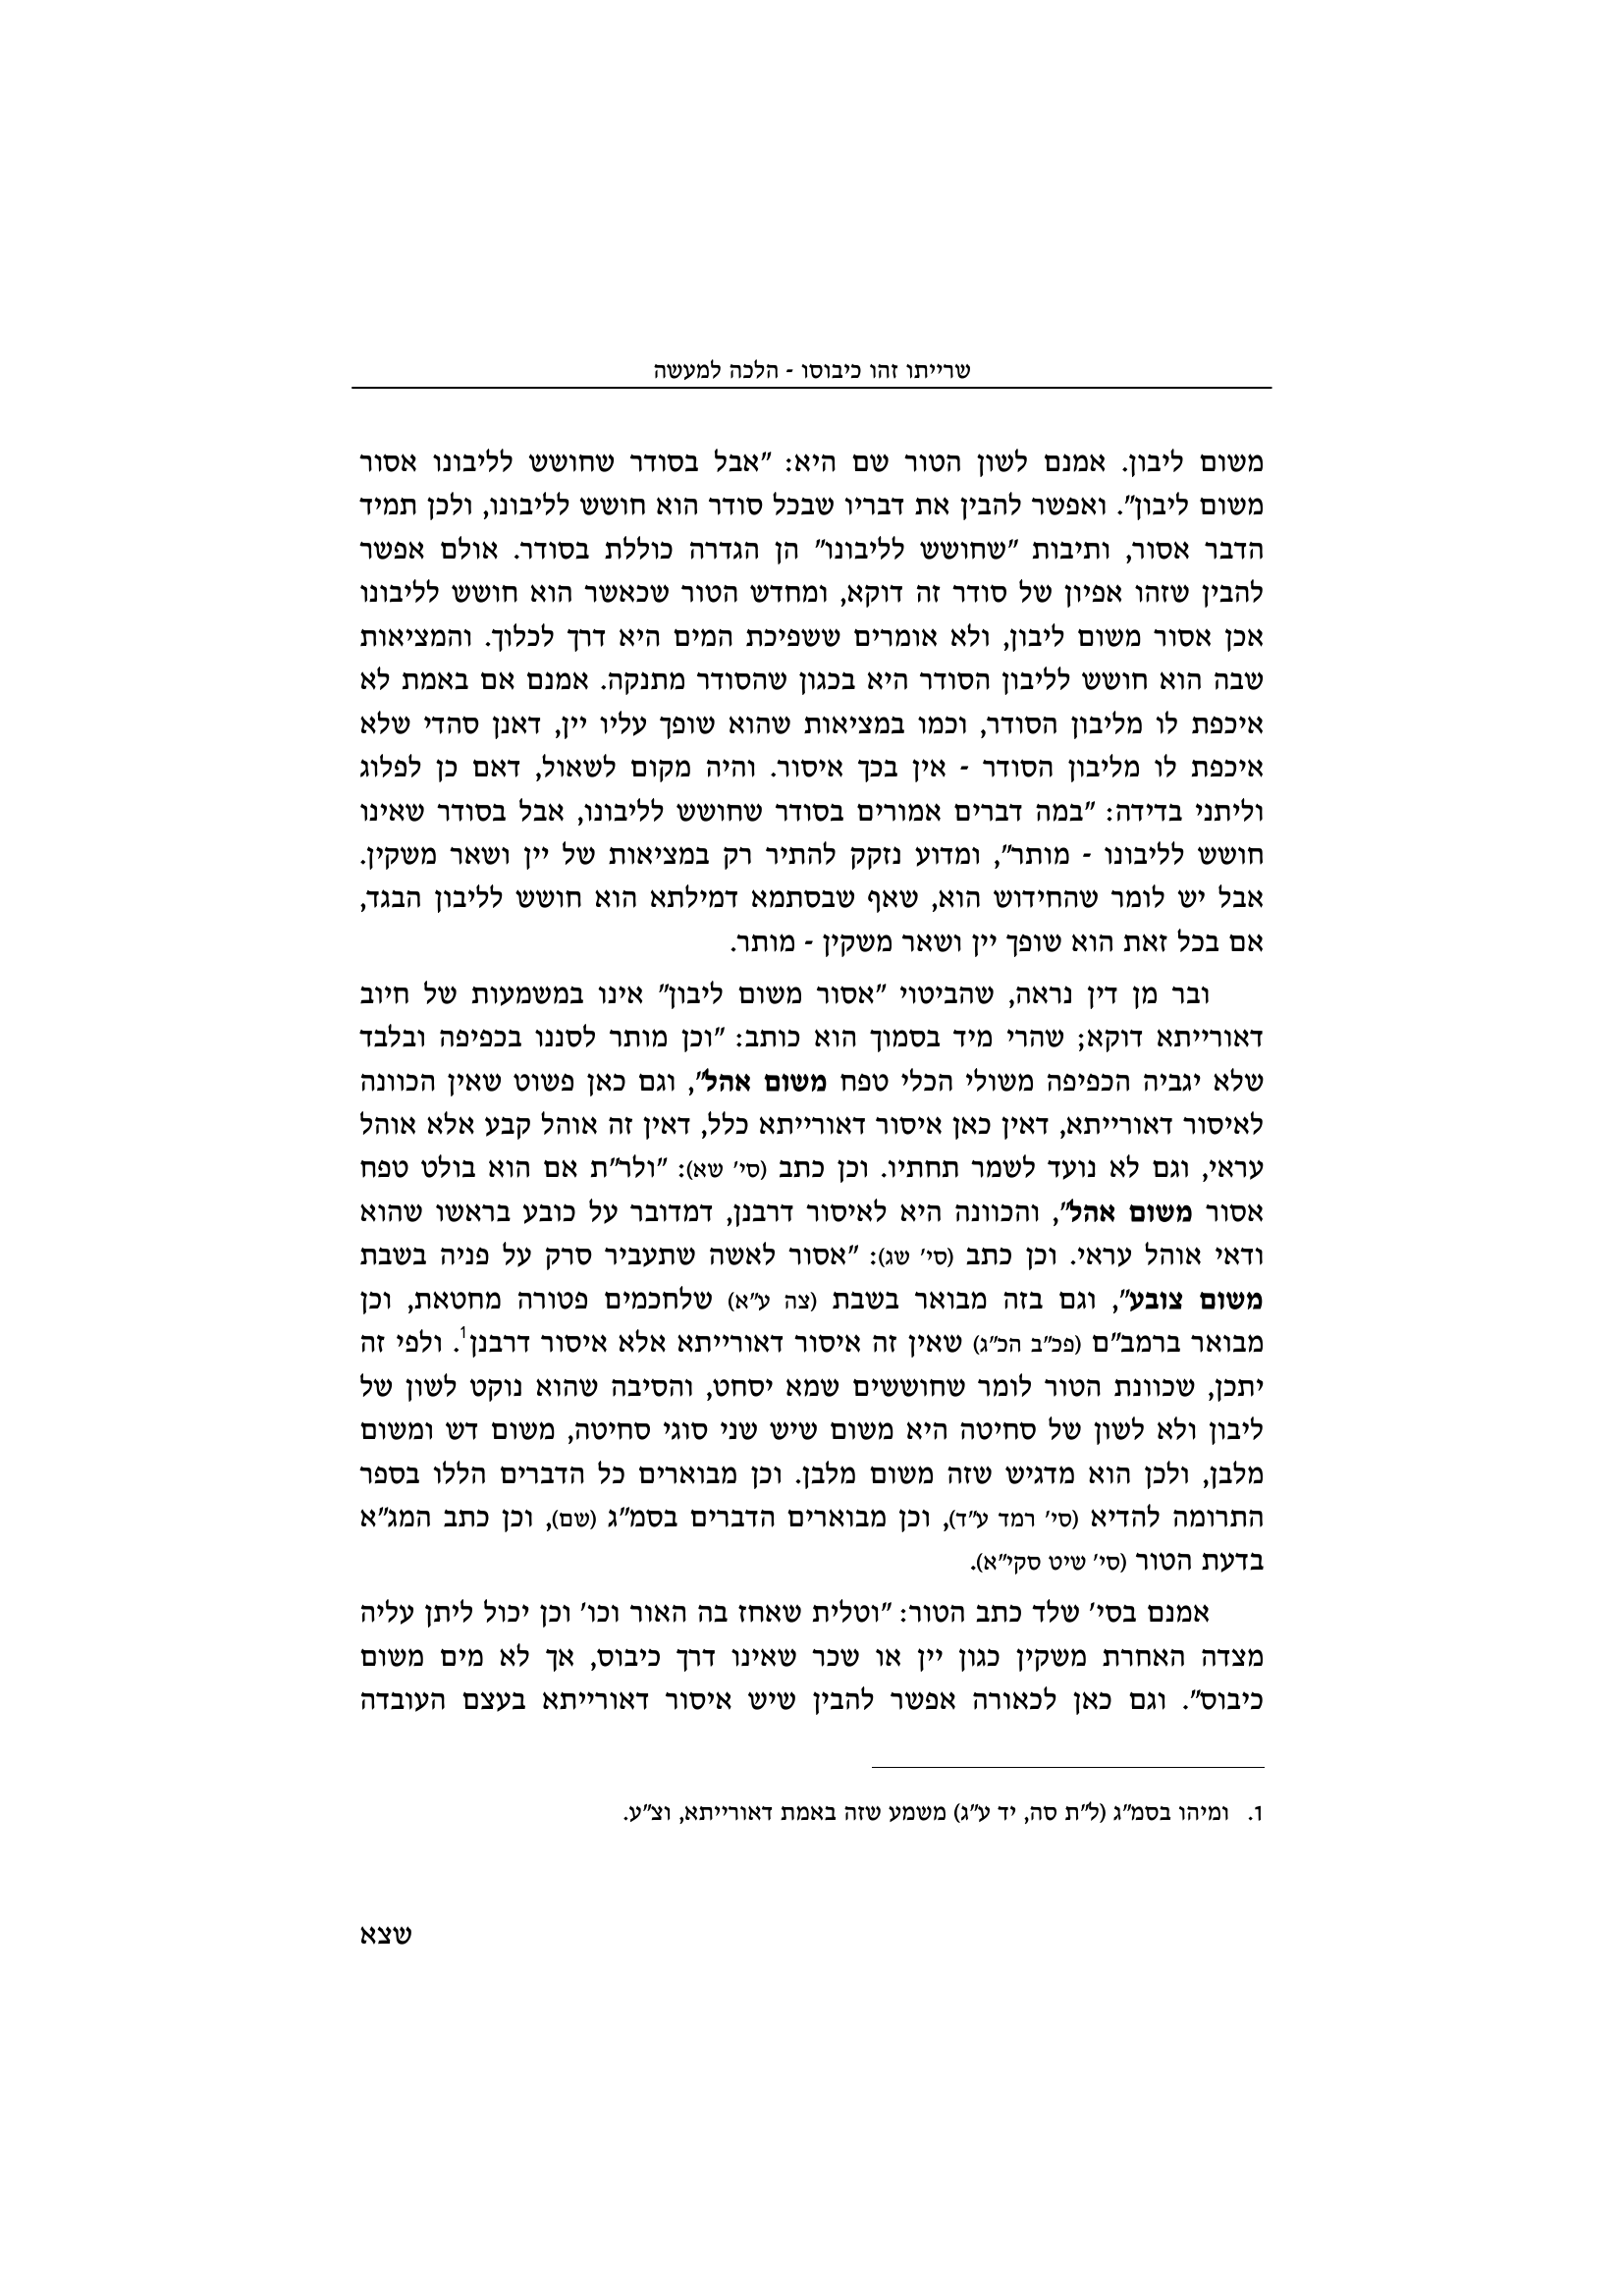 שרייתו זהו כיבוסו - הלכה למעשה
משום ליבון. אמנם לשון הטור שם היא: "אבל בסודר שחושש לליבונו אסור
משום ליבון". ואפשר להבין את דבריו שבכל סודר הוא חושש לליבונו, ולכן תמיד
הדבר אסור, ותיבות "שחושש לליבונו" הן הגדרה כוללת בסודר. אולם אפשר
להבין שזהו אפיון של סודר זה דוקא, ומחדש הטור שכאשר הוא חושש לליבונו
אכן אסור משום ליבון, ולא אומרים ששפיכת המים היא דרך לכלוך. והמציאות
שבה הוא חושש לליבון הסודר היא בכגון שהסודר מתנקה. אמנם אם באמת לא
איכפת לו מליבון הסודר, וכמו במציאות שהוא שופך עליו יין, דאנן סהדי שלא
איכפת לו מליבון הסודר - אין בכך איסור. והיה מקום לשאול, דאם כן לפלוג
וליתני בדידה: "במה דברים אמורים בסודר שחושש לליבונו, אבל בסודר שאינו
חושש לליבונו - מותר", ומדוע נזקק להתיר רק במציאות של יין ושאר משקין.
אבל יש לומר שהחידוש הוא, שאף שבסתמא דמילתא הוא חושש לליבון הבגד,
אם בכל זאת הוא שופך יין ושאר משקין - מותר.
ובר מן דין נראה, שהביטוי "אסור משום ליבון" אינו במשמעות של חיוב
דאורייתא דוקא; שהרי מיד בסמוך הוא כותב: "וכן מותר לסננו בכפיפה ובלבד
שלא יגביה הכפיפה משולי הכלי טפח משום אהל", וגם כאן פשוט שאין הכוונה
לאיסור דאורייתא, דאין כאן איסור דאורייתא כלל, דאין זה אוהל קבע אלא אוהל
עראי, וגם לא נועד לשמר תחתיו. וכן כתב (סי' שא): "ולר"ת אם הוא בולט טפח
אסור משום אהל", והכוונה היא לאיסור דרבנן, דמדובר על כובע בראשו שהוא
ודאי אוהל עראי. וכן כתב (סי' שג): "אסור לאשה שתעביר סרק על פניה בשבת
משום צובע", וגם בזה מבואר בשבת (צה ע"א) שלחכמים פטורה מחטאת, וכן
מבואר ברמב"ם (פכ"ב הכ"ג) שאין זה איסור דאורייתא אלא איסור דרבנן1. ולפי זה
יתכן, שכוונת הטור לומר שחוששים שמא יסחט, והסיבה שהוא נוקט לשון של
ליבון ולא לשון של סחיטה היא משום שיש שני סוגי סחיטה, משום דש ומשום
מלבן, ולכן הוא מדגיש שזה משום מלבן. וכן מבוארים כל הדברים הללו בספר
התרומה להדיא (סי' רמד ע"ד), וכן מבוארים הדברים בסמ"ג (שם), וכן כתב המג"א
בדעת הטור (סי' שיט סקי"א).
אמנם בסי' שלד כתב הטור: "וטלית שאחז בה האור וכו' וכן יכול ליתן עליה
מצדה האחרת משקין כגון יין או שכר שאינו דרך כיבוס, אך לא מים משום
כיבוס". וגם כאן לכאורה אפשר להבין שיש איסור דאורייתא בעצם העובדה
1. ומיהו בסמ"ג (ל"ת סה, יד ע"ג) משמע שזה באמת דאורייתא, וצ"ע.
שצא